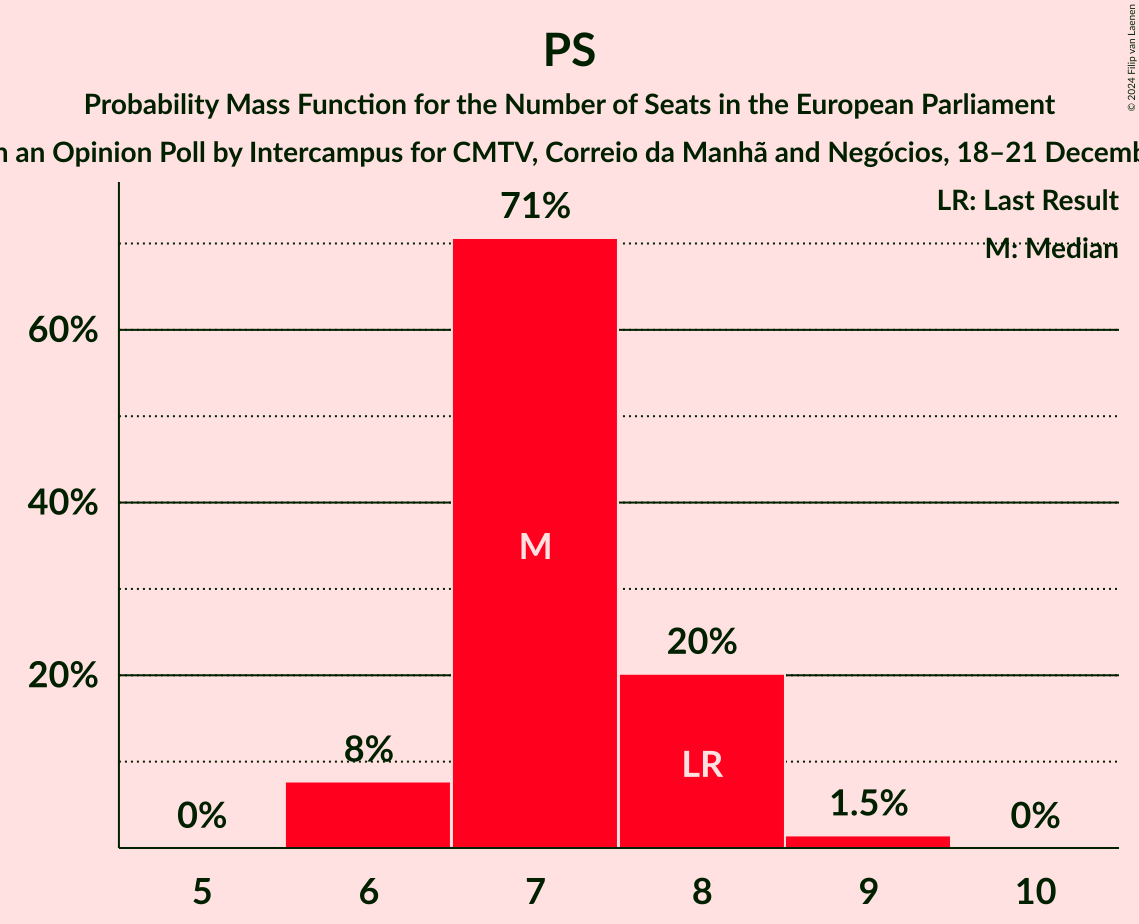 PS
Probability Mass Function for the Number of Seats in the European Parliament
an Opinion Poll by Intercampus for CMTV, Correio da Manhã and Negócios, 18–21
© 2024 Filip van Laenen
LR: Last Result
M: Median
71%
60%
40%
M
20%
20%
LR
8%
1.5%
0%
0%
5 6 7 8 9 10